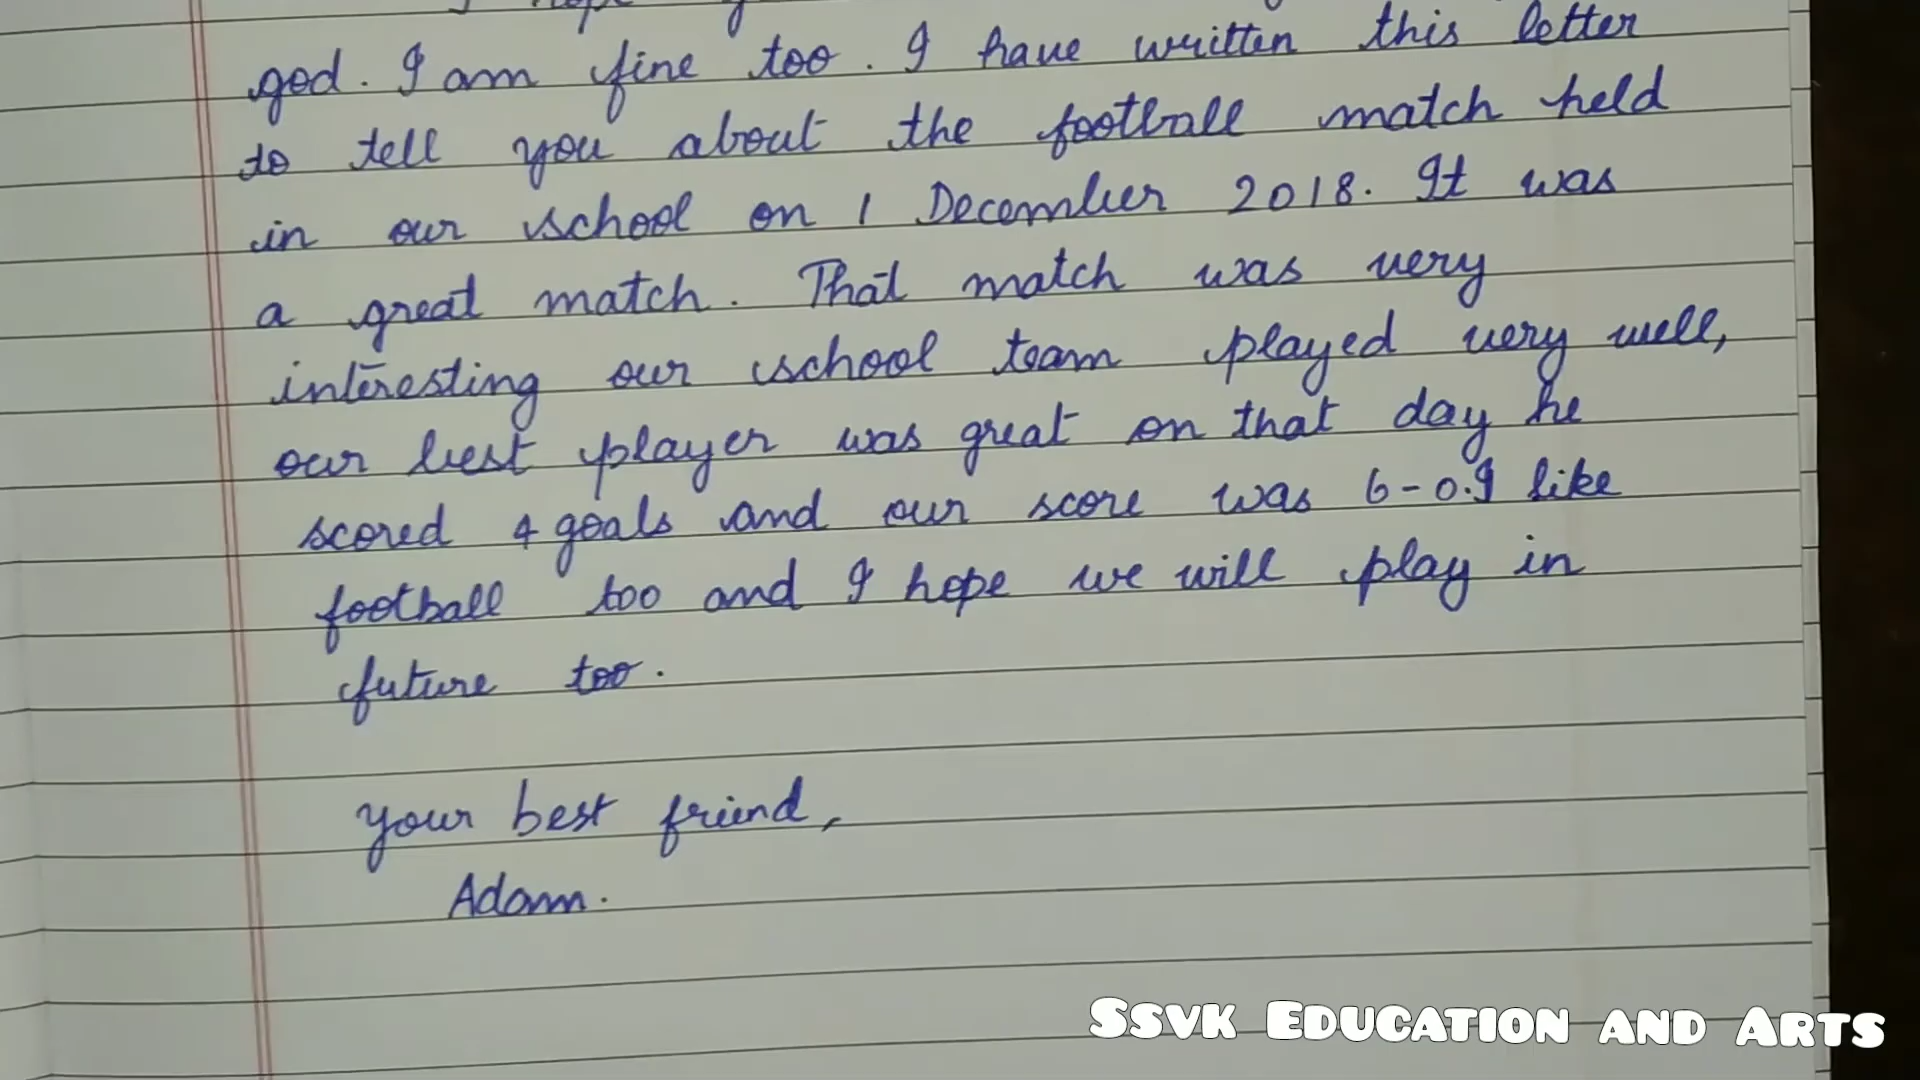 I hope
god. I am fine too. I have written this letter
to tell you about the football match held
in our school on 1 December 2018. It was
a great match. That match was very
interesting our school team played very well,
our best player was great on that day he
scored 4 goals and our score was 6-0. I like
football too and I hope we will play in
future too.
your best friend,
Adam.
SSVK EDUCATION AND ARTS